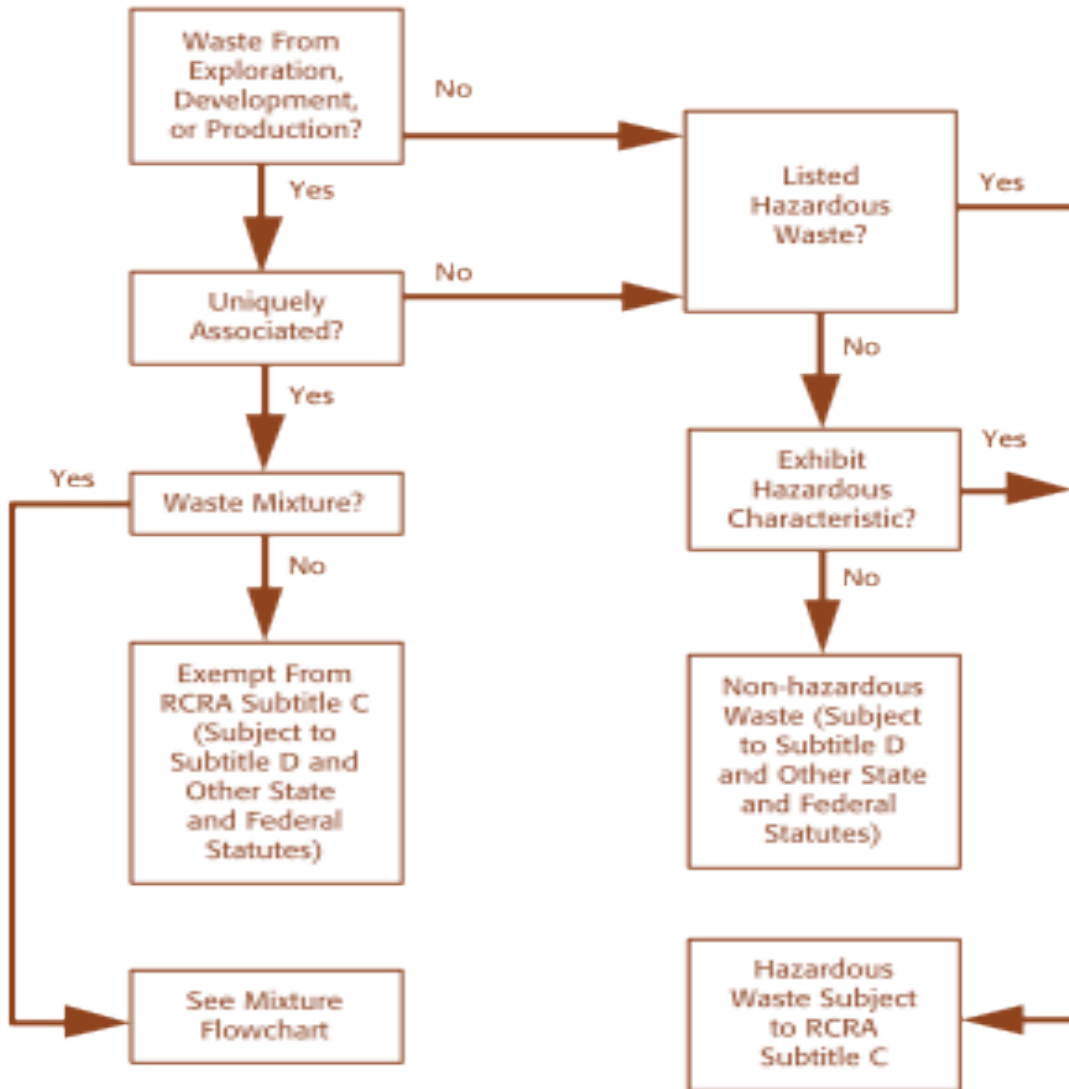 Waste From
Exploration,
Development,
or Production?
No
Yes
Listed
Hazardous
Waste?
Yes
Uniquely
Associated?
No
No
Yes
Waste Mixture?
Yes
No
Exhibit
Hazardous
Characteristic?
Yes
No
Exempt From
RCRA Subtitle C
(Subject to
Subtitle D and
Other State
and Federal
Statutes)
Non-hazardous
Waste (Subject
to Subtitle D
and Other State
and Federal
Statutes)
See Mixture
Flowchart
Hazardous
Waste Subject
to RCRA
Subtitle C